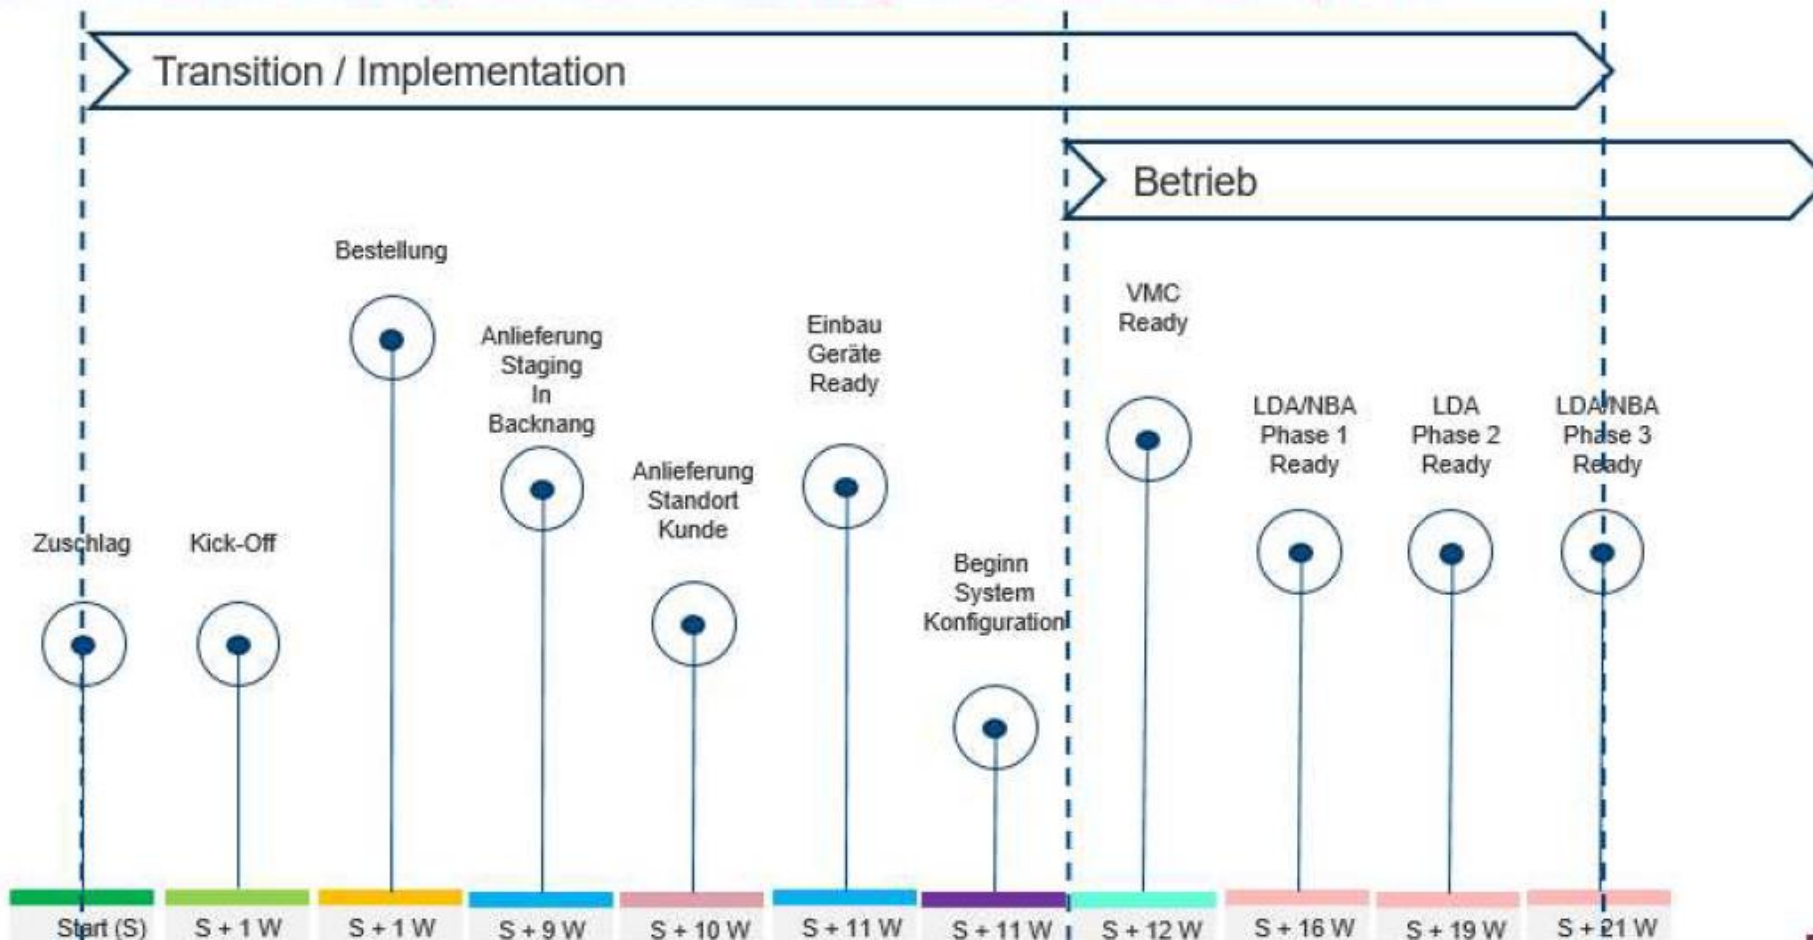 Transition / Implementation
Betrieb
Bestellung
VMC
Ready
Einbau
Geräte
Ready
Anlieferung
Staging
In
Backnang
LDA/NBA
Phase 1
Ready
LDA
Phase 2
Ready
LDA/NBA
Phase 3
Ready
Anlieferung
Standort
Kunde
Zuschlag
Kick-Off
Beginn
System
Konfiguration
Start (S)
S + 1 W
S + 1 W
S + 9 W
S + 10 W
S + 11 W
S + 11 W
S + 12 W
S + 16 W
S + 19 W
S + 21 W